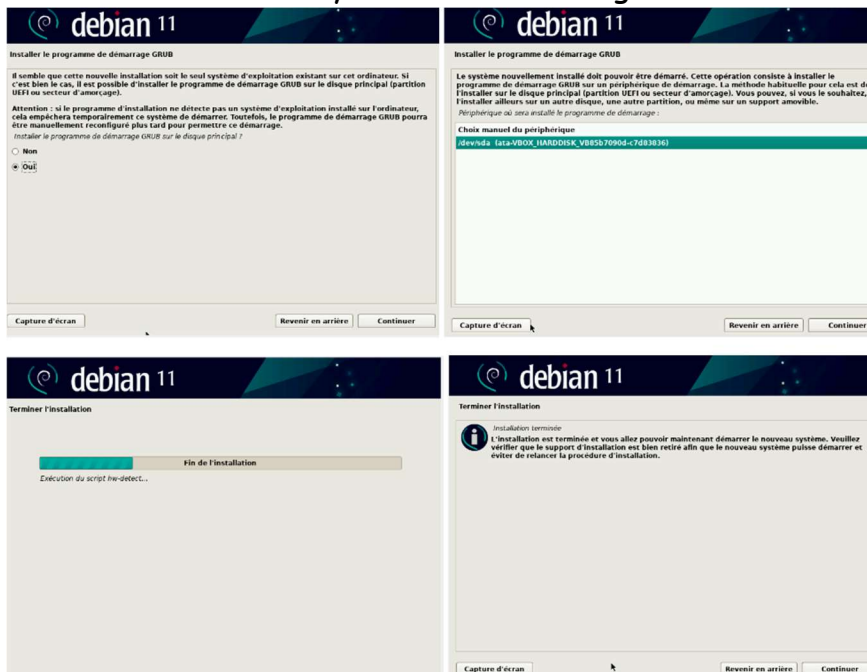 debian 11
Installer le programme de démarrage GRUB
Il semble que cette nouvelle installation soit le seul système d'exploitation existant sur cet ordinateur. Si
c'est bien le cas, il est possible d'installer le programme de démarrage GRUB sur le disque principal (partition
UEFI ou secteur d'amorçage).
Attention : si le programme d'installation ne détecte pas un système d'exploitation installé sur l'ordinateur,
cela empêchera temporairement ce système de démarrer. Toutefois, le programme de démarrage GRUB pourra
être manuellement reconfiguré plus tard pour permettre ce démarrage.
Installer le programme de démarrage GRUB sur le disque principal ?
Non
Oui
Capture d'écran
Revenir en arrière
Continuer
debian 11
Installer le programme de démarrage GRUB
Le système nouvellement installé doit pouvoir être démarré. Cette opération consiste à installer le
programme de démarrage GRUB sur un périphérique de démarrage. La méthode habituelle pour cela est de
l'installer sur le disque principal (partition UEFI ou secteur d'amorçage). Vous pouvez, si vous le souhaitez,
l'installer ailleurs sur un autre disque, une autre partition, ou même sur un support amovible.
Périphérique où sera installé le programme de démarrage :
Choix manuel du périphérique
/dev/sda (ata-VBOX_HARDDISK_VB85b7090d-c7d83836)
Capture d'écran
Revenir en arrière
Continuer
debian 11
Terminer l'installation
Fin de l'installation
Exécution du script hw-detect...
debian 11
Terminer l'installation
Installation terminée
L'installation est terminée et vous allez pouvoir maintenant démarrer le nouveau système. Veuillez
vérifier que le support d'installation est bien retiré afin que le nouveau système puisse démarrer et
éviter de relancer la procédure d'installation.
Capture d'écran
Revenir en arrière
Continuer